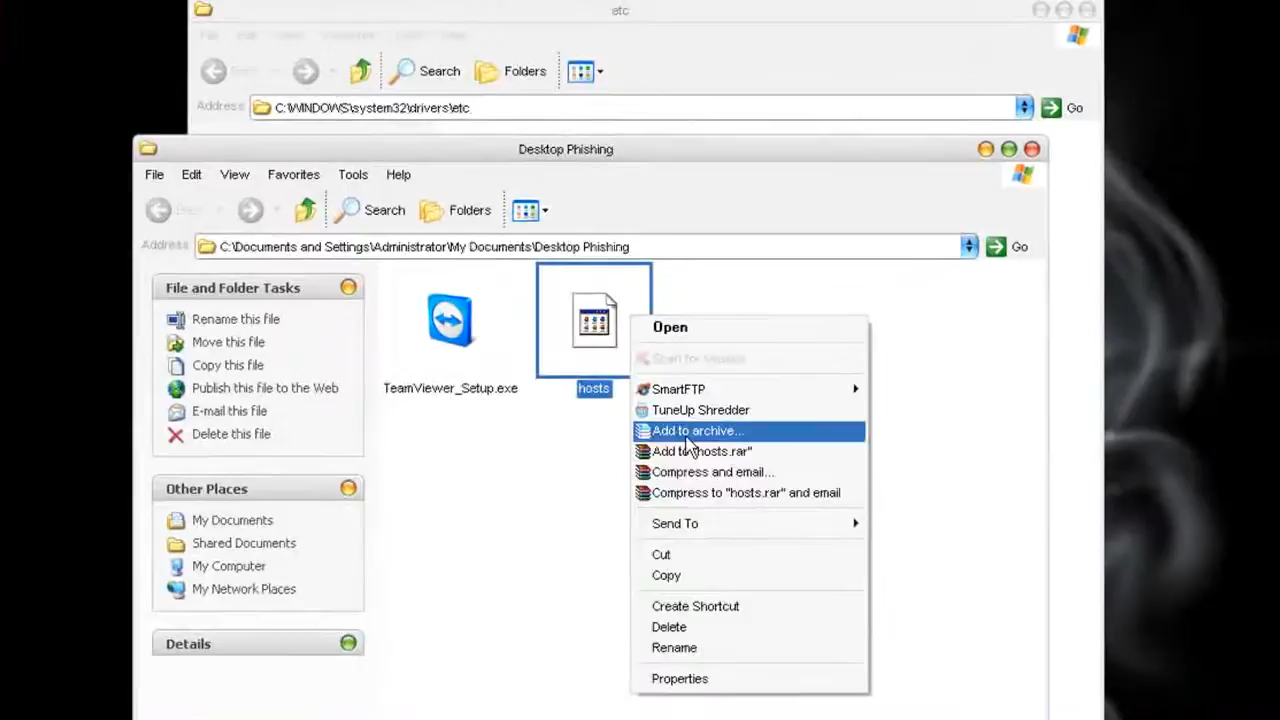 etc
Search
Folders
Address
C:\WINDOWS\system32\drivers\etc
Go
Desktop Phishing
File
Edit
View
Favorites
Tools
Help
Search
Folders
Address
C:\Documents and Settings\Administrator\My Documents\Desktop Phishing
Go
File and Folder Tasks
Rename this file
Move this file
Copy this file
Publish this file to the Web
E-mail this file
Delete this file
Other Places
My Documents
Shared Documents
My Computer
My Network Places
Details
TeamViewer_Setup.exe
hosts
Open
SmartFTP
TuneUp Shredder
Add to archive...
Add to "hosts.rar"
Compress and email...
Compress to "hosts.rar" and email
Send To
Cut
Copy
Create Shortcut
Delete
Rename
Properties